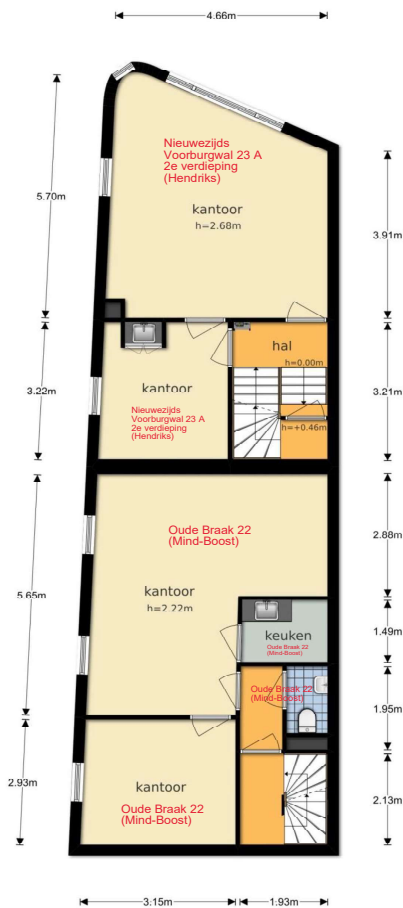 4.66m
Nieuwezijds
Voorburgwal 23 A
2e verdieping
(Hendriks)
kantoor
h=2.68m
5.70m
3.91m
hal
h=0.00m
3.22m
kantoor
Nieuwezijds
Voorburgwal 23 A
2e verdieping
(Hendriks)
3.21m
h=+0.46m
Oude Braak 22
(Mind-Boost)
2.88m
kantoor
h=2.22m
5.65m
keuken
Oude Braak 22
(Mind-Boost)
1.49m
Oude Braak 22
(Mind-Boost)
1.95m
2.93m
kantoor
Oude Braak 22
(Mind-Boost)
2.13m
3.15m
1.93m